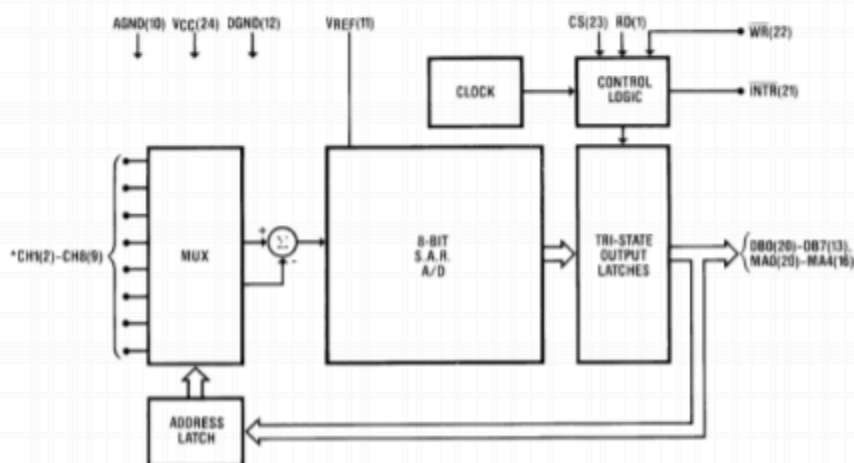 AGND(10) VCC(24) DGND(12) VREF(11) CS(23) RD(1) WR(22)
CLOCK
CONTROL
LOGIC
INTR(21)
*CH1(2)-CH8(9)
MUX
+
Σ
-
8-BIT
S.A.R.
A/D
TRI-STATE
OUTPUT
LATCHES
DB0(20)-DB7(13),
MA0(20)-MA4(16)
ADDRESS
LATCH